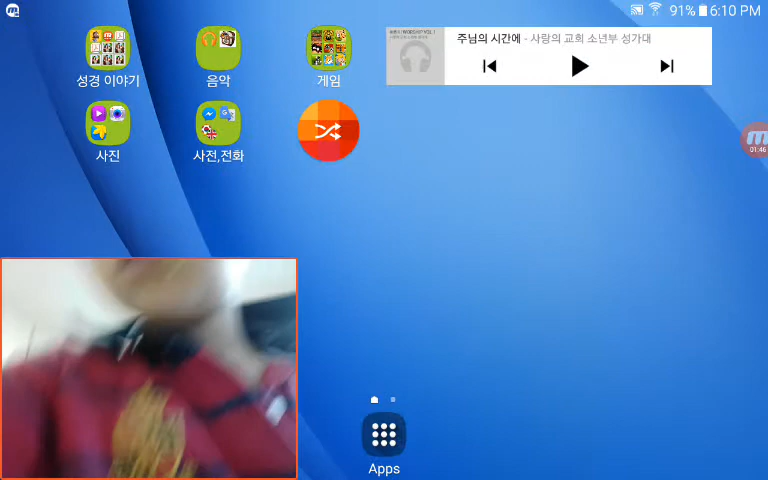 91% 6:10 PM
성경 이야기
음악
게임
주님의 시간에 - 사랑의 교회 소년부 성가대
01:46
사진
사전,전화
Apps